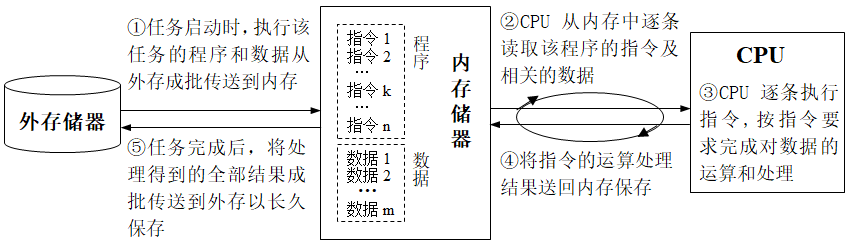 ①任务启动时，执行该
任务的程序和数据从
外存成批传送到内存
外存储器
⑤任务完成后，将处
理得到的全部结果成
批传送到外存以长久
保存
指令 1
指令 2
...
指令 k
...
指令 n
程序
数据 1
数据 2
...
数据 m
数据
内存储器
②CPU 从内存中逐条
读取该程序的指令及
相关的数据
④将指令的运算处理
结果送回内存保存
CPU
③CPU 逐条执行
指令，按指令要
求完成对数据的
运算和处理